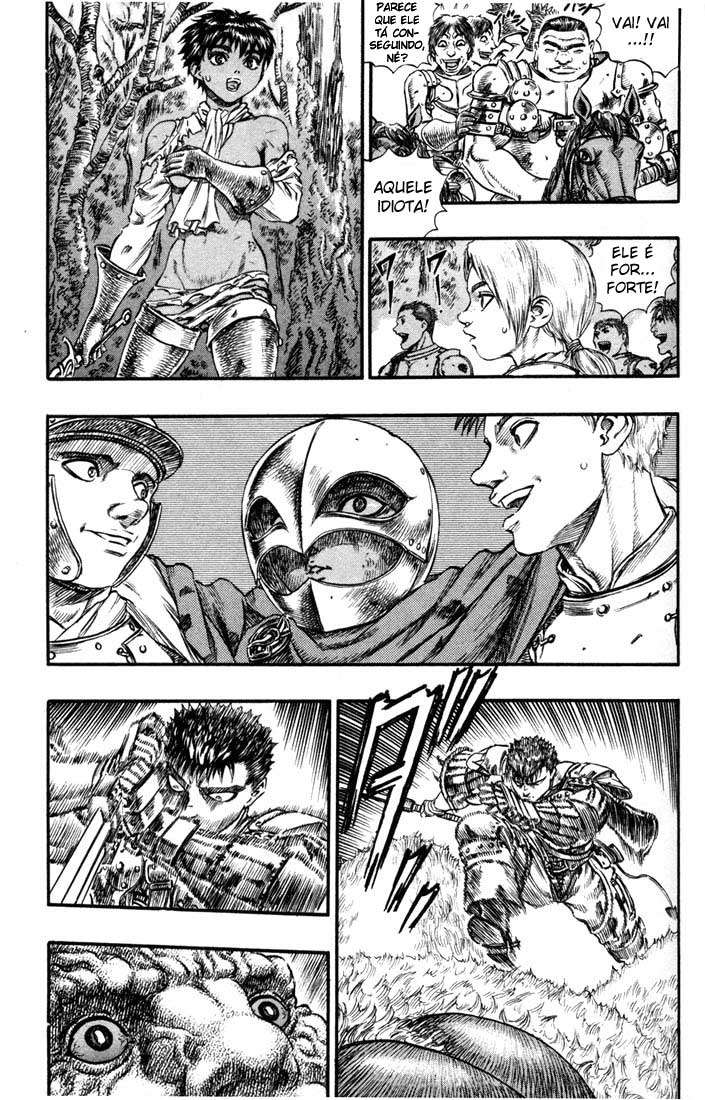 VAI! VAI
...!!
PARECE
QUE ELE
TÁ CON-
SEGUINDO,
NÉ?
AQUELE
IDIOTA!
ELE É
FOR...
FORTE!